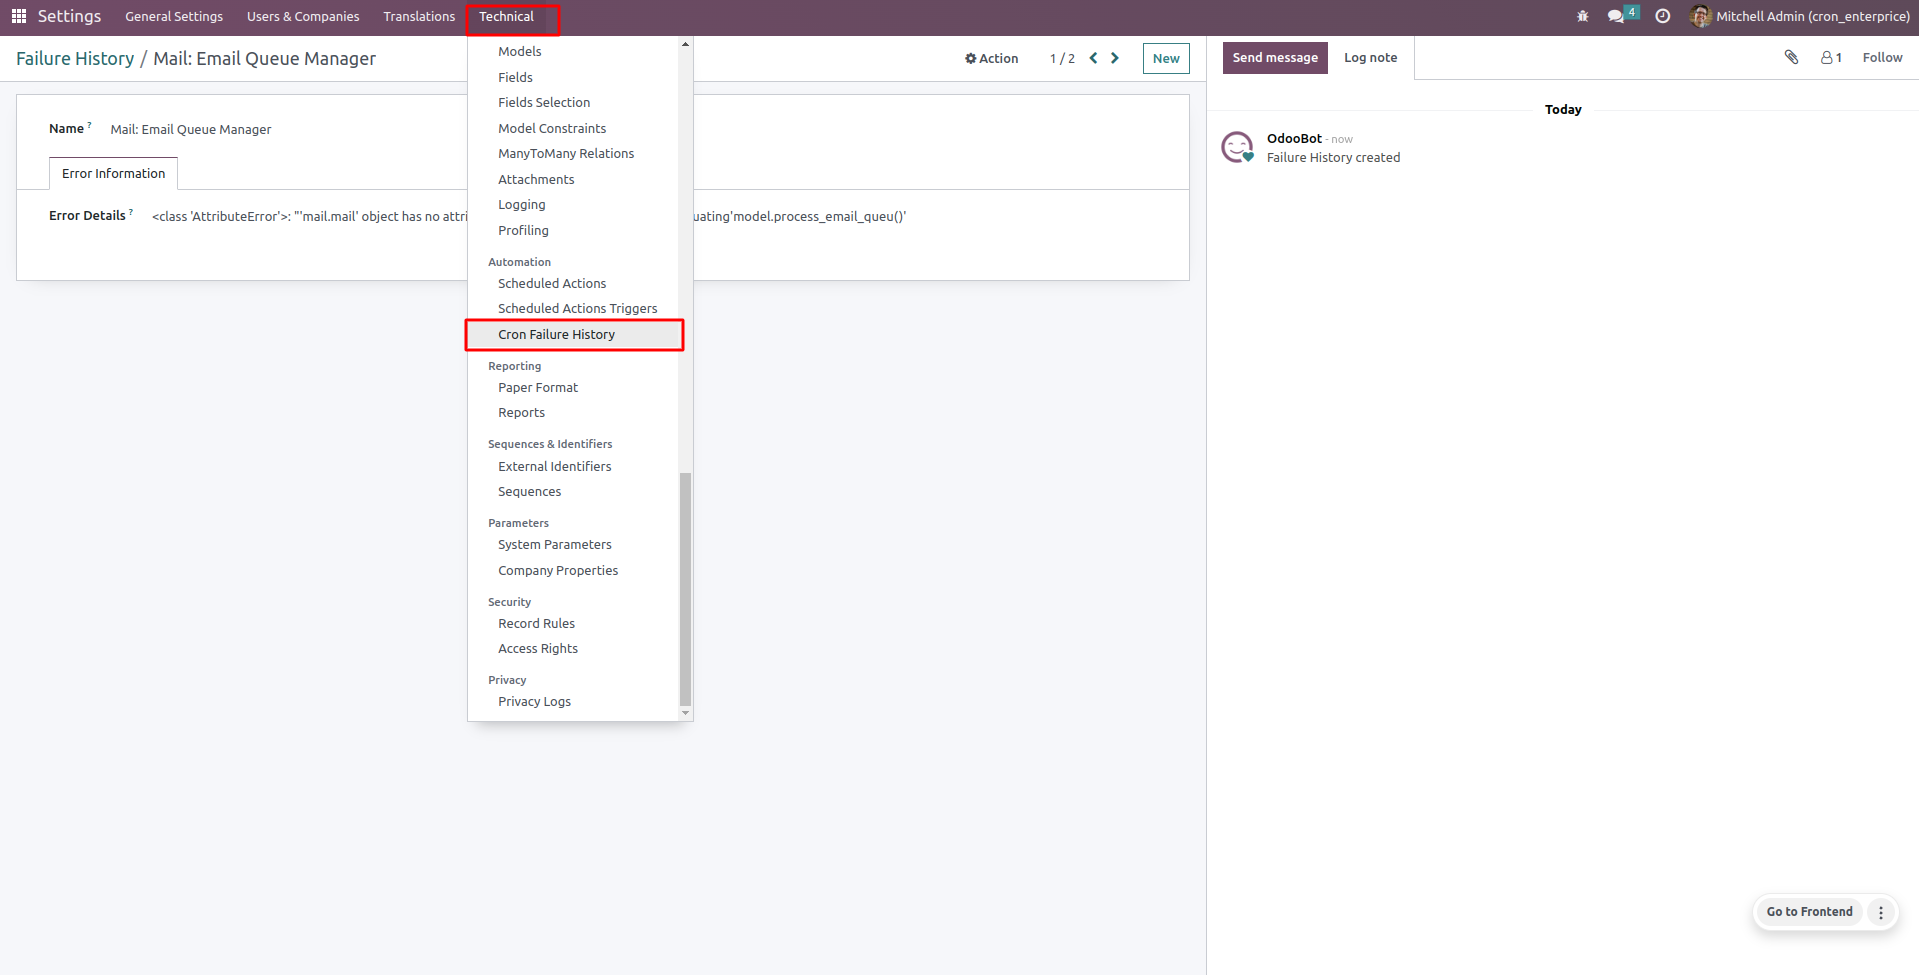 Settings General Settings Users & Companies Translations Technical 4 Mitchell Admin (cron_enterprice)
Failure History / Mail: Email Queue Manager Action 1 / 2 New
Send message Log note 1 Follow
Name ? Mail: Email Queue Manager
Error Information
Error Details ? <class 'AttributeError'>: "'mail.mail' object has no attri uating'model.process_email_queu()'
Models
Fields
Fields Selection
Model Constraints
ManyToMany Relations
Attachments
Logging
Profiling
Automation
Scheduled Actions
Scheduled Actions Triggers
Cron Failure History
Reporting
Paper Format
Reports
Sequences & Identifiers
External Identifiers
Sequences
Parameters
System Parameters
Company Properties
Security
Record Rules
Access Rights
Privacy
Privacy Logs
Today
OdooBot - now
Failure History created
Go to Frontend